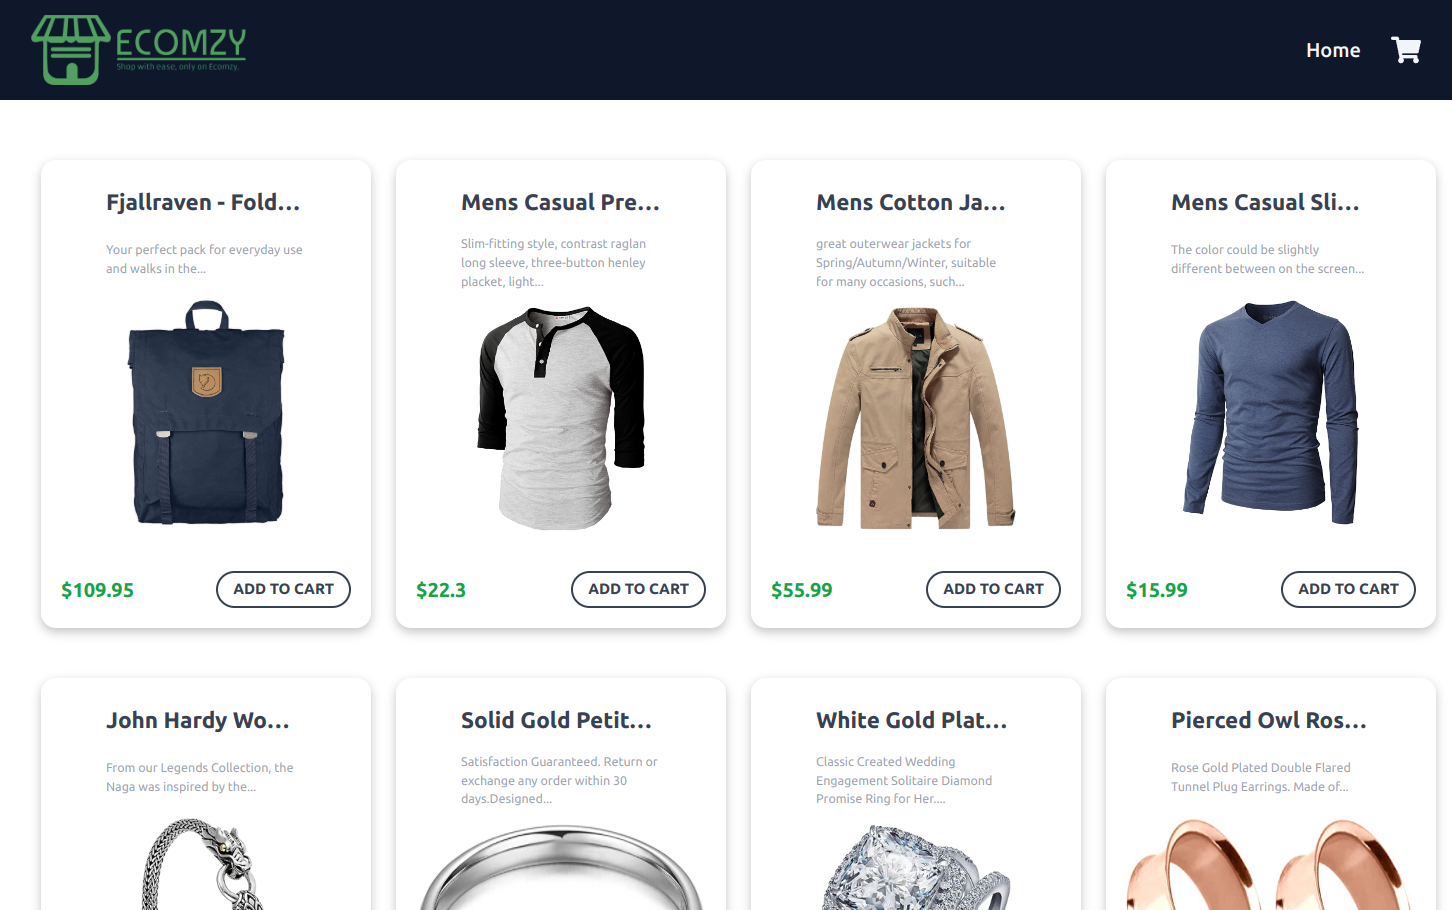 ECOMZY
Shop with ease, only on Ecomzy.
Home
Fjallraven - Fold...
Your perfect pack for everyday use
and walks in the...
$109.95
ADD TO CART
Mens Casual Pre...
Slim-fitting style, contrast raglan
long sleeve, three-button henley
placket, light...
$22.3
ADD TO CART
Mens Cotton Ja...
great outerwear jackets for
Spring/Autumn/Winter, suitable
for many occasions, such...
$55.99
ADD TO CART
Mens Casual Sli...
The color could be slightly
different between on the screen...
$15.99
ADD TO CART
John Hardy Wo...
From our Legends Collection, the
Naga was inspired by the...
Solid Gold Petit...
Satisfaction Guaranteed. Return or
exchange any order within 30
days.Designed...
White Gold Plat...
Classic Created Wedding
Engagement Solitaire Diamond
Promise Ring for Her....
Pierced Owl Ros...
Rose Gold Plated Double Flared
Tunnel Plug Earrings. Made of...